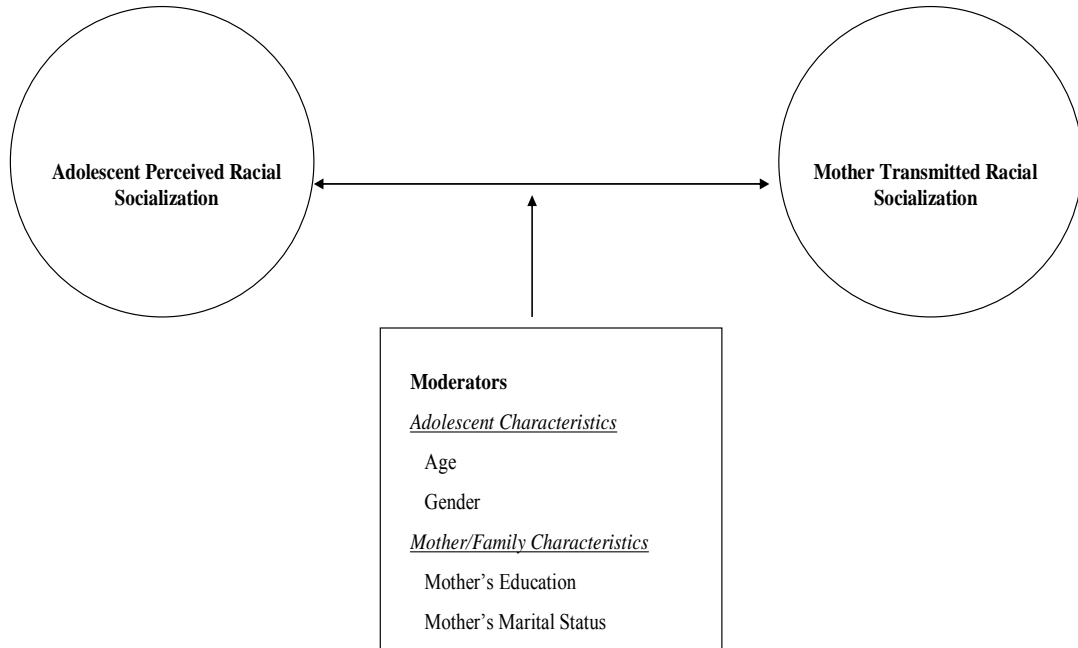 Adolescent Perceived Racial
Socialization
Mother Transmitted Racial
Socialization
Moderators
Adolescent Characteristics
Age
Gender
Mother/Family Characteristics
Mother’s Education
Mother’s Marital Status